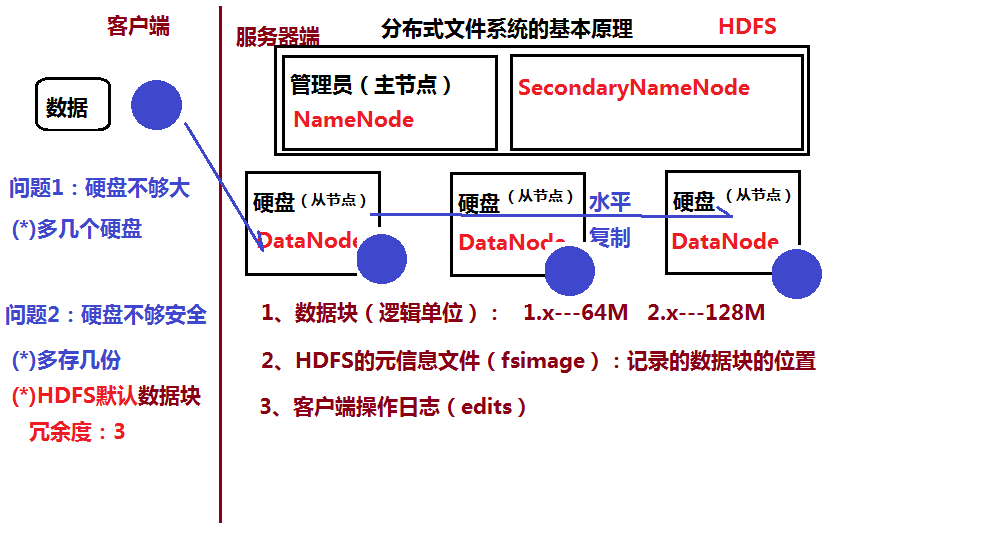 客户端
服务器端
分布式文件系统的基本原理
HDFS
数据
管理员（主节点）
NameNode
SecondaryNameNode
问题1：硬盘不够大
(*)多几个硬盘
硬盘（从节点）
DataNode
硬盘（从节点）
DataNode
水平
复制
硬盘（从节点）
DataNode
问题2：硬盘不够安全
(*)多存几份
(*)HDFS默认数据块
冗余度：3
1、数据块（逻辑单位）： 1.x---64M 2.x---128M
2、HDFS的元信息文件（fsimage）：记录的数据块的位置
3、客户端操作日志（edits）